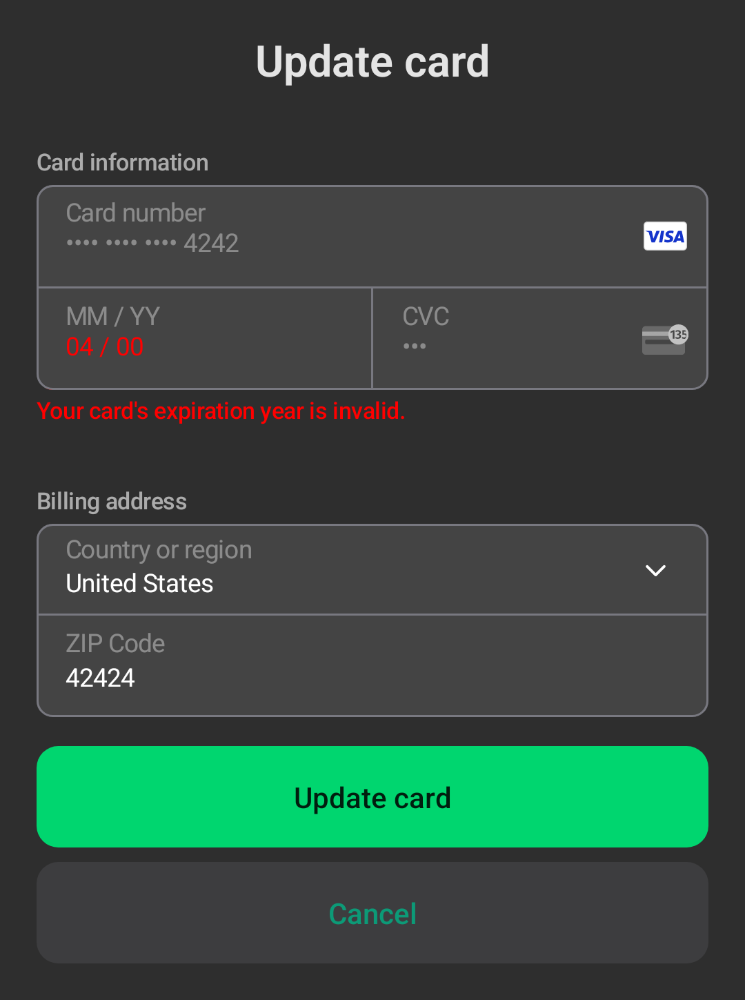 Update card
Card information
Card number
•••• •••• •••• 4242
VISA
MM / YY
CVC
04 / 00
•••
135
Your card's expiration year is invalid.
Billing address
Country or region
United States
ZIP Code
42424
Update card
Cancel